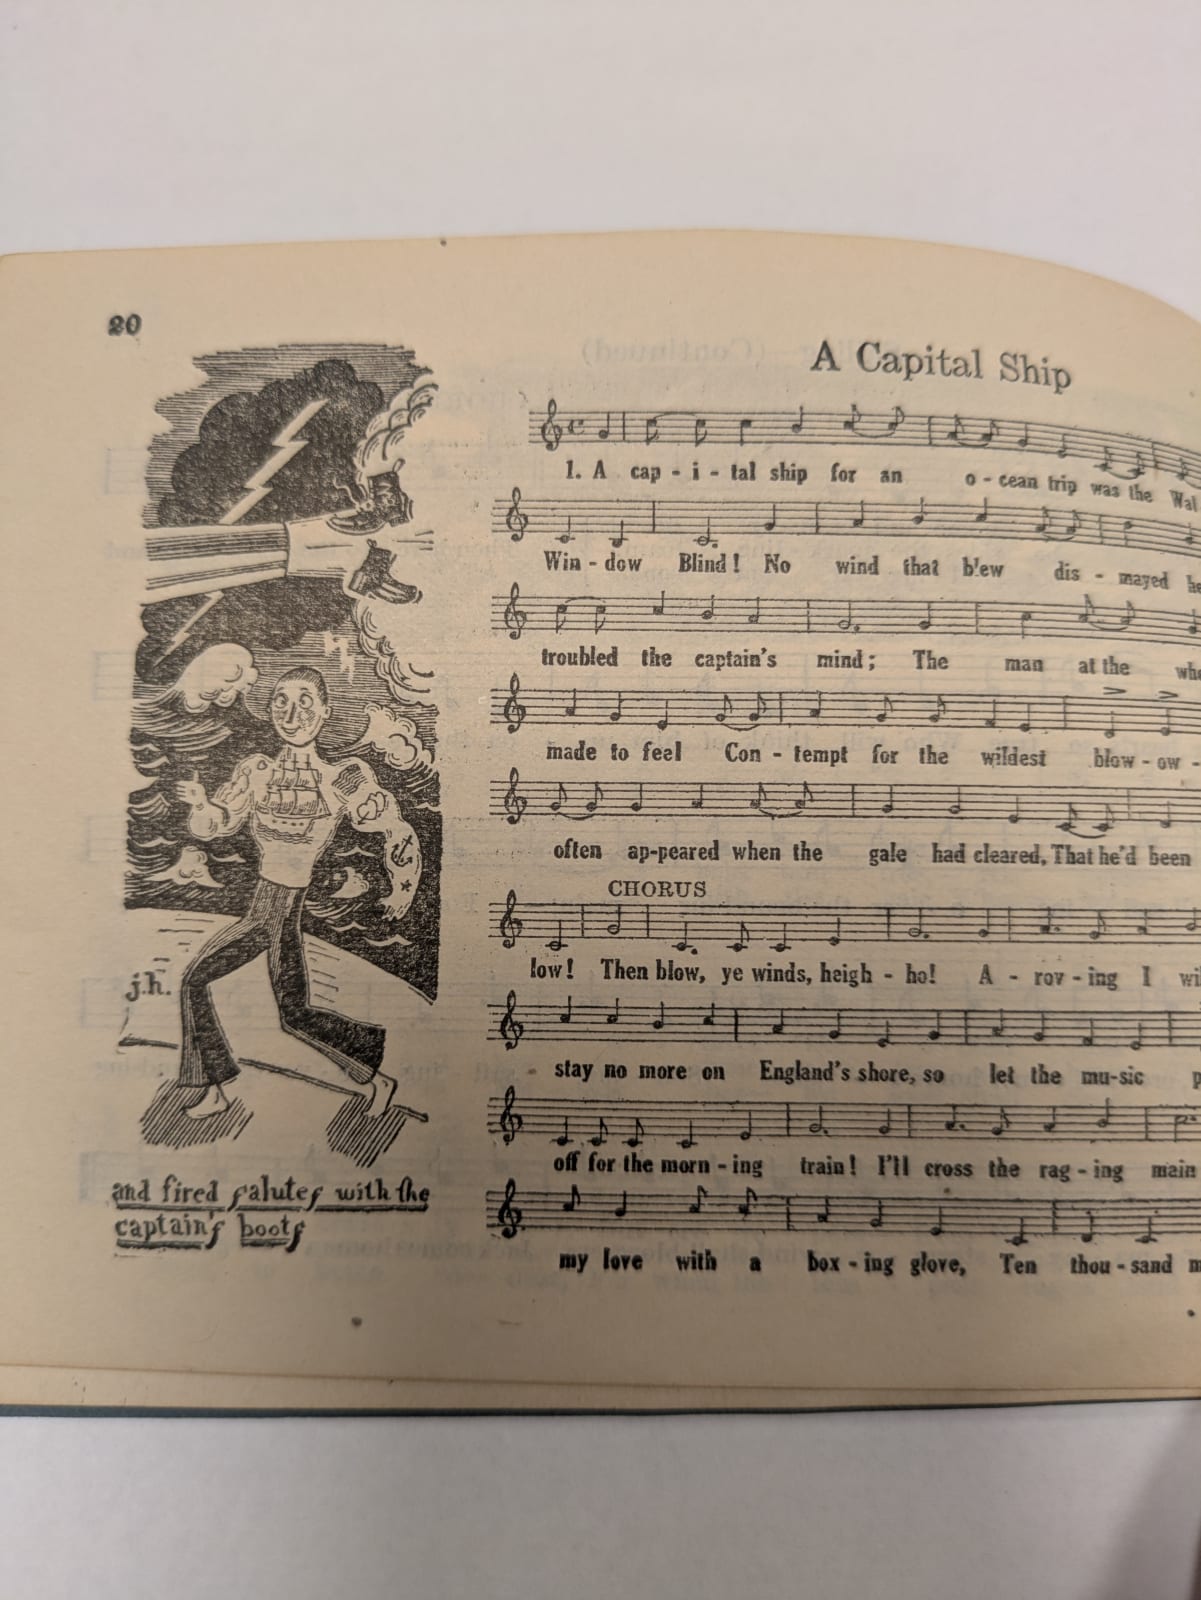 20
A Capital Ship
1. A cap - i - tal ship for an o - cean trip was the Wal
Win - dow Blind! No wind that blew dis - mayed he
troubled the captain's mind; The man at the whe
made to feel Con - tempt for the wildest blow - ow -
often ap-peared when the gale had cleared, That he'd been
CHORUS
low! Then blow, ye winds, heigh - ho! A - rov - ing I wi
stay no more on England's shore, so let the mu-sic p
off for the morn - ing train! I'll cross the rag - ing main
my love with a box - ing glove, Ten thou - sand m
j.h.
and fired salutes with the
captain's boots
(Continued)